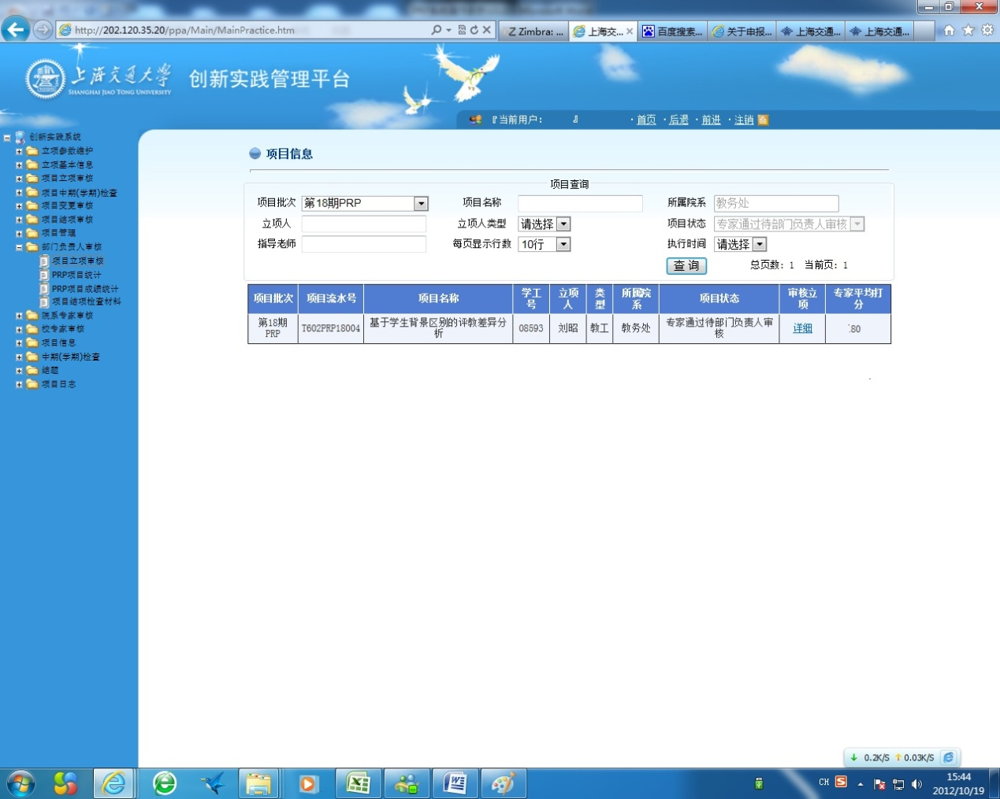 http://202.120.35.20/ppa/Main/MainPractice.htm
Zimbra: ...
上海交...
百度搜索...
关于申报...
上海交通...
上海交通...
上海交通大学
SHANGHAI JIAO TONG UNIVERSITY
创新实践管理平台
『当前用户: 』
·首页 ·后退 ·前进 ·注销
创新实践系统
立项参数维护
立项基本信息
项目立项审核
项目中期(学期)检查
项目变更审核
项目结项审核
项目管理
部门负责人审核
项目立项审核
PRP项目统计
PRP项目成绩统计
项目结项检查材料
院系专家审核
校专家审核
项目信息
中期(学期)检查
结题
项目日志
项目信息
项目查询
项目批次 第18期PRP 项目名称 所属院系 教务处
立项人 立项人类型 请选择 项目状态 专家通过待部门负责人审核
指导老师 每页显示行数 10行 执行时间 请选择
查 询 总页数: 1 当前页: 1
项目批次 项目流水号 项目名称 学工号 立项人 类型 所属院系 项目状态 审核立项 专家平均打分
第18期PRP T602PRP18004 基于学生背景区别的评教差异分析 08593 刘昭 教工 教务处 专家通过待部门负责人审核 详细 80
0.2K/S 0.03K/S
CH
15:44
2012/10/19